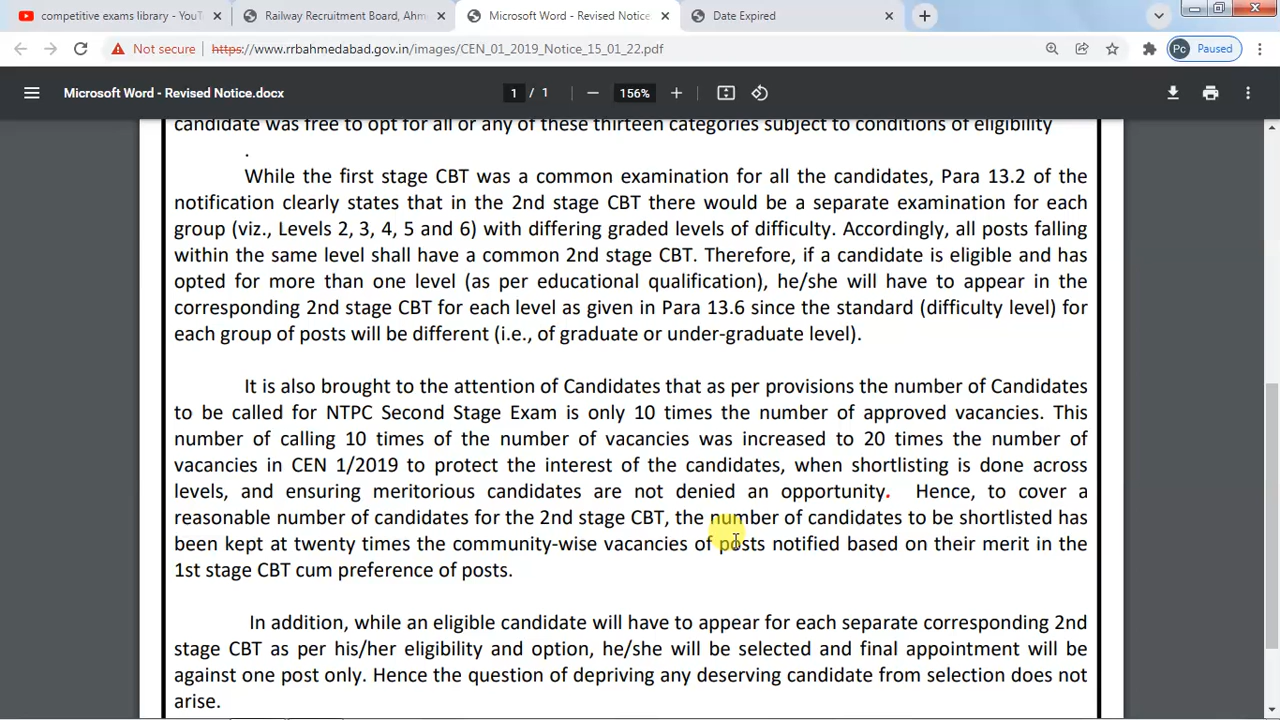 competitive exams library - YouT
Railway Recruitment Board, Ahm
Microsoft Word - Revised Notice
Date Expired
Not secure
https://www.rrbahmedabad.gov.in/images/CEN_01_2019_Notice_15_01_22.pdf
Pc Paused
Microsoft Word - Revised Notice.docx
1 / 1
156%
candidate was free to opt for all or any of these thirteen categories subject to conditions of eligibility
.
While the first stage CBT was a common examination for all the candidates, Para 13.2 of the
notification clearly states that in the 2nd stage CBT there would be a separate examination for each
group (viz., Levels 2, 3, 4, 5 and 6) with differing graded levels of difficulty. Accordingly, all posts falling
within the same level shall have a common 2nd stage CBT. Therefore, if a candidate is eligible and has
opted for more than one level (as per educational qualification), he/she will have to appear in the
corresponding 2nd stage CBT for each level as given in Para 13.6 since the standard (difficulty level) for
each group of posts will be different (i.e., of graduate or under-graduate level).
It is also brought to the attention of Candidates that as per provisions the number of Candidates
to be called for NTPC Second Stage Exam is only 10 times the number of approved vacancies. This
number of calling 10 times of the number of vacancies was increased to 20 times the number of
vacancies in CEN 1/2019 to protect the interest of the candidates, when shortlisting is done across
levels, and ensuring meritorious candidates are not denied an opportunity. Hence, to cover a
reasonable number of candidates for the 2nd stage CBT, the number of candidates to be shortlisted has
been kept at twenty times the community-wise vacancies of posts notified based on their merit in the
1st stage CBT cum preference of posts.
In addition, while an eligible candidate will have to appear for each separate corresponding 2nd
stage CBT as per his/her eligibility and option, he/she will be selected and final appointment will be
against one post only. Hence the question of depriving any deserving candidate from selection does not
arise.